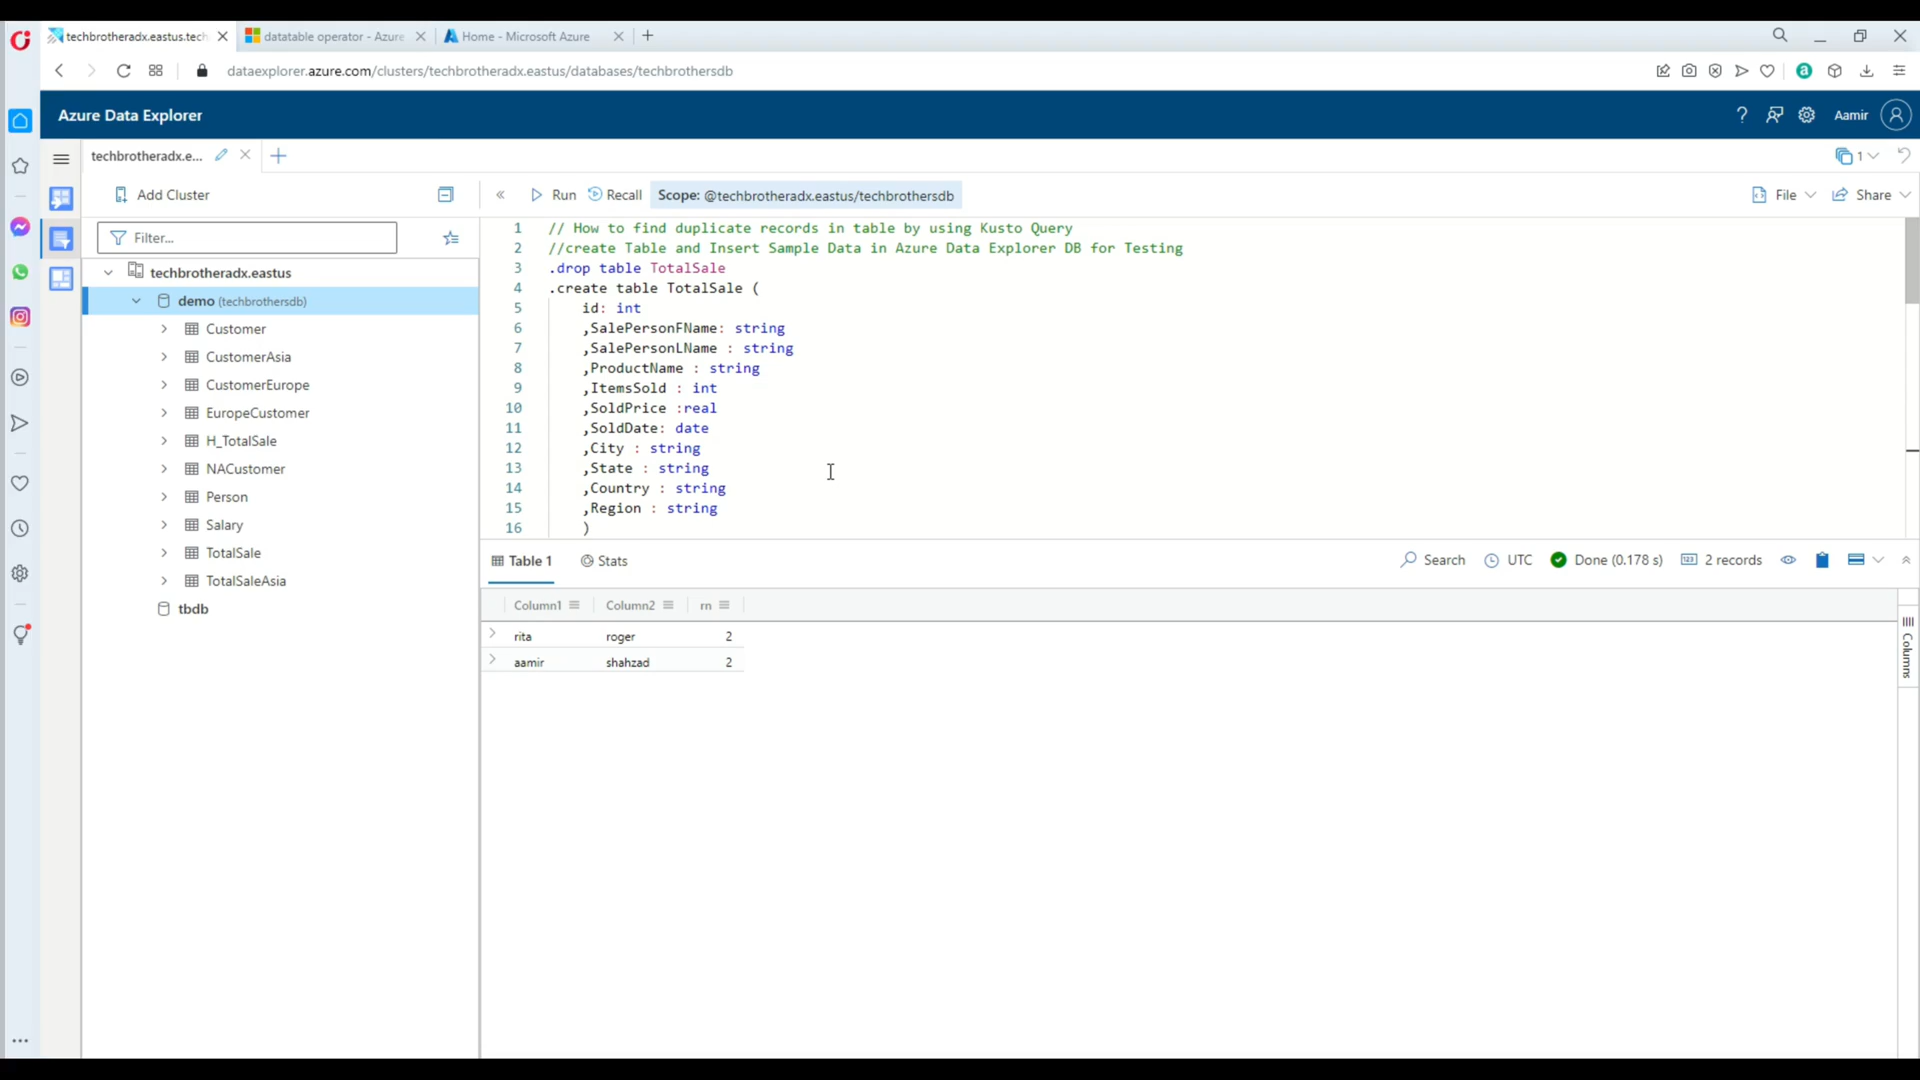 techbrotheradx.eastus.tech
datatable operator - Azure
Home - Microsoft Azure
dataexplorer.azure.com/clusters/techbrotheradx.eastus/databases/techbrothersdb
Azure Data Explorer
Aamir
techbrotheradx.e...
1
Add Cluster
Run
Recall
Scope: @techbrotheradx.eastus/techbrothersdb
File
Share
Filter...
techbrotheradx.eastus
demo (techbrothersdb)
Customer
CustomerAsia
CustomerEurope
EuropeCustomer
H_TotalSale
NACustomer
Person
Salary
TotalSale
TotalSaleAsia
tbdb
1 // How to find duplicate records in table by using Kusto Query
2 //create Table and Insert Sample Data in Azure Data Explorer DB for Testing
3 .drop table TotalSale
4 .create table TotalSale (
5 id: int
6 ,SalePersonFName: string
7 ,SalePersonLName : string
8 ,ProductName : string
9 ,ItemsSold : int
10 ,SoldPrice :real
11 ,SoldDate: date
12 ,City : string
13 ,State : string
14 ,Country : string
15 ,Region : string
16 )
Table 1
Stats
Search
UTC
Done (0.178 s)
2 records
Column1 Column2 rn
rita roger 2
aamir shahzad 2
Columns